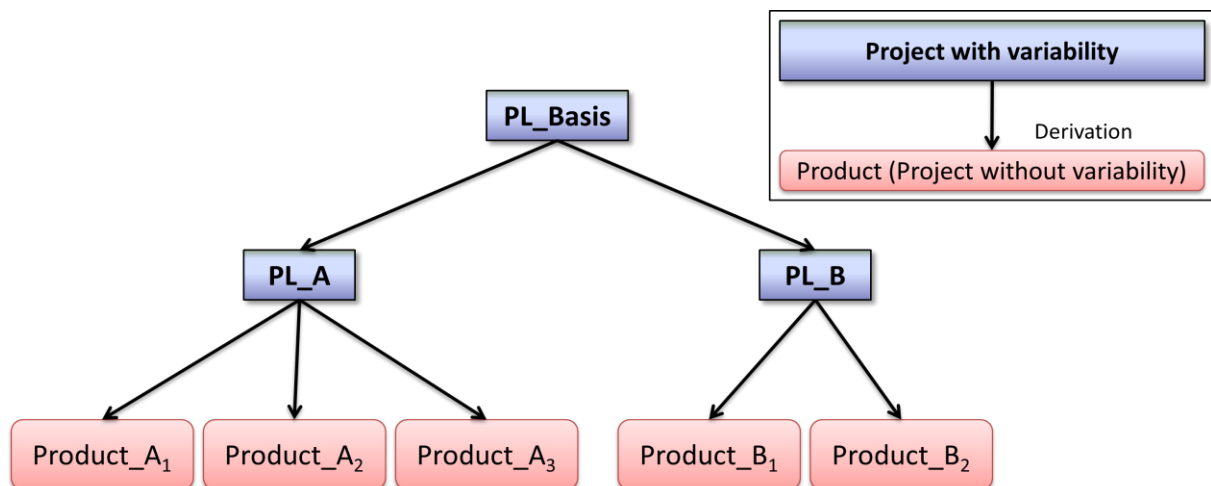 Project with variability
PL_Basis
Derivation
Product (Project without variability)
PL_A
PL_B
Product_A₁
Product_A₂
Product_A₃
Product_B₁
Product_B₂